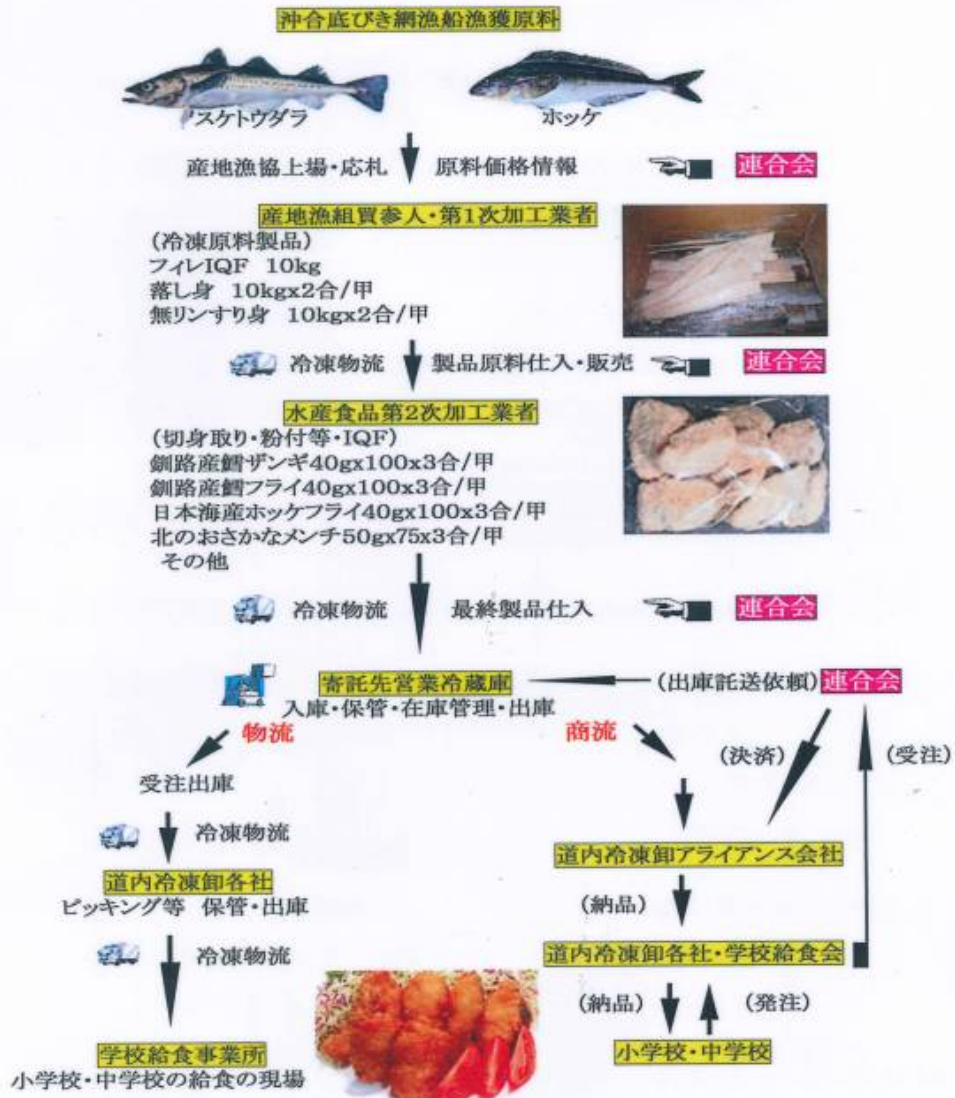 沖合底びき網漁船漁獲原料
スケトウダラ
ホッケ
産地漁協上場・応札 原料価格情報 連合会
産地漁組買参人・第1次加工業者
(冷凍原料製品)
フィレIQF 10kg
落し身 10kgx2合/甲
無リンすり身 10kgx2合/甲
冷凍物流 製品原料仕入・販売 連合会
水産食品第2次加工業者
(切身取り・粉付等・IQF)
釧路産鱈ザンギ40gx100x3合/甲
釧路産鱈フライ40gx100x3合/甲
日本海産ホッケフライ40gx100x3合/甲
北のおさかなメンチ50gx75x3合/甲
その他
冷凍物流 最終製品仕入 連合会
寄託先営業冷蔵庫 (出庫託送依頼) 連合会
入庫・保管・在庫管理・出庫
物流 商流
(決済) (受注)
受注出庫
冷凍物流
道内冷凍卸アライアンス会社
道内冷凍卸各社
ピッキング等 保管・出庫
(納品)
冷凍物流
道内冷凍卸各社・学校給食会
(納品) (発注)
学校給食事業所
小学校・中学校の給食の現場
小学校・中学校